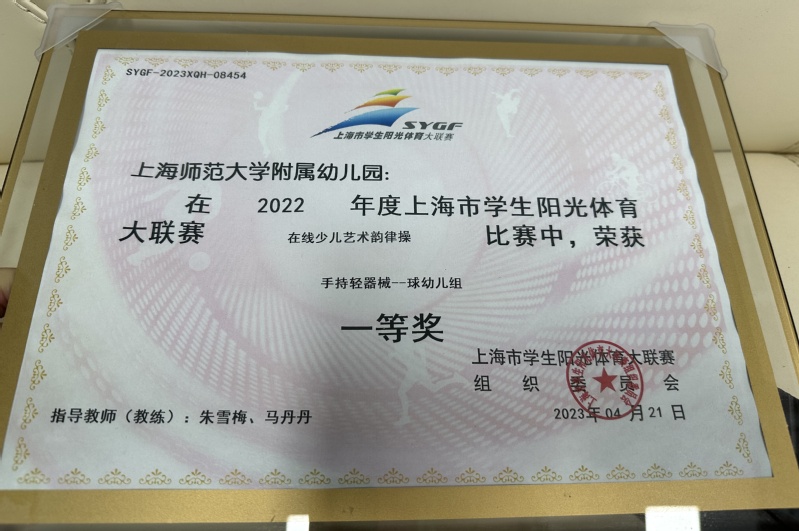 SYGF-2023XQH-08454
SYGF
上海市学生阳光体育大联赛
上海师范大学附属幼儿园：
在 2022 年度上海市学生阳光体育
大联赛 在线少儿艺术韵律操 比赛中，荣获
手持轻器械--球幼儿组
一等奖
上海市学生阳光体育大联赛
组织委员会
指导教师（教练）：朱雪梅、马丹丹
2023年04月21日